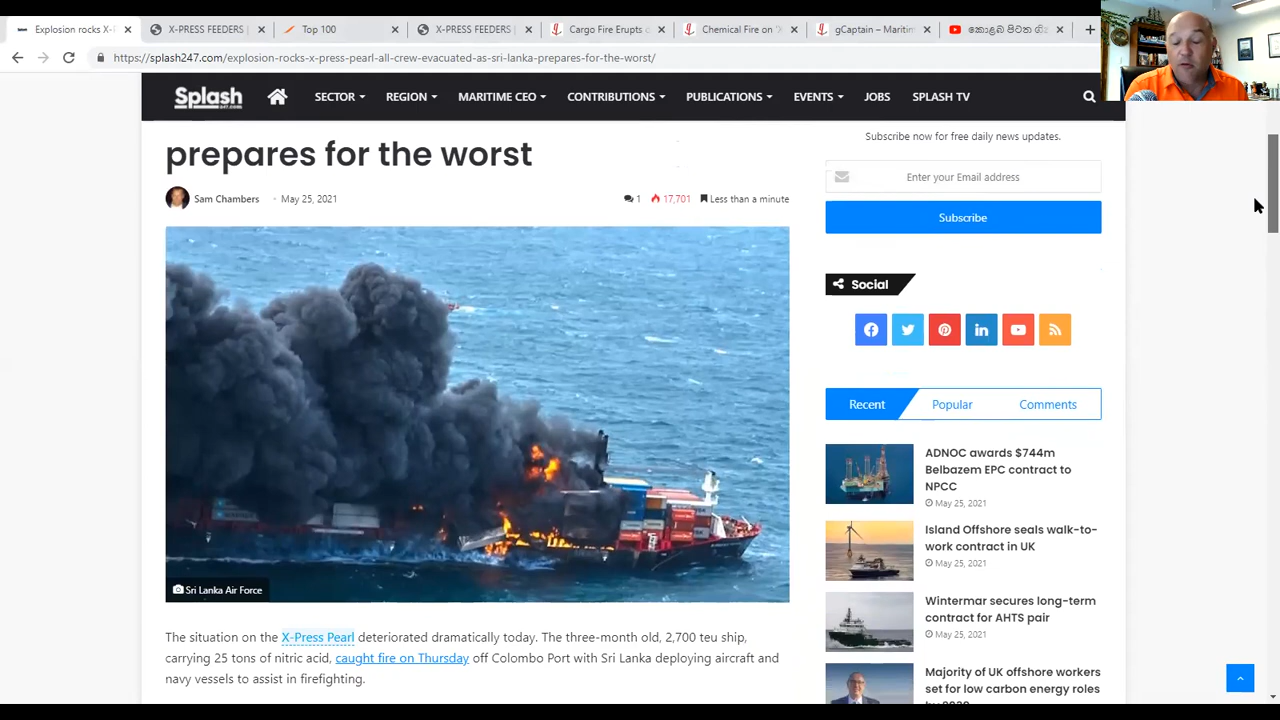 Explosion rocks X-P
X-PRESS FEEDERS |
Top 100
X-PRESS FEEDERS |
Cargo Fire Erupts o
Chemical Fire on 'X
gCaptain – Maritim
කොළඹ පිටත ගි
https://splash247.com/explosion-rocks-x-press-pearl-all-crew-evacuated-as-sri-lanka-prepares-for-the-worst/
Splash 247.com
SECTOR
REGION
MARITIME CEO
CONTRIBUTIONS
PUBLICATIONS
EVENTS
JOBS
SPLASH TV
prepares for the worst
Sam Chambers
May 25, 2021
1
17,701
Less than a minute
Sri Lanka Air Force
The situation on the X-Press Pearl deteriorated dramatically today. The three-month old, 2,700 teu ship,
carrying 25 tons of nitric acid, caught fire on Thursday off Colombo Port with Sri Lanka deploying aircraft and
navy vessels to assist in firefighting.
Subscribe now for free daily news updates.
Enter your Email address
Subscribe
Social
Recent
Popular
Comments
ADNOC awards $744m
Belbazem EPC contract to
NPCC
May 25, 2021
Island Offshore seals walk-to-
work contract in UK
May 25, 2021
Wintermar secures long-term
contract for AHTS pair
May 25, 2021
Majority of UK offshore workers
set for low carbon energy roles
by 2030